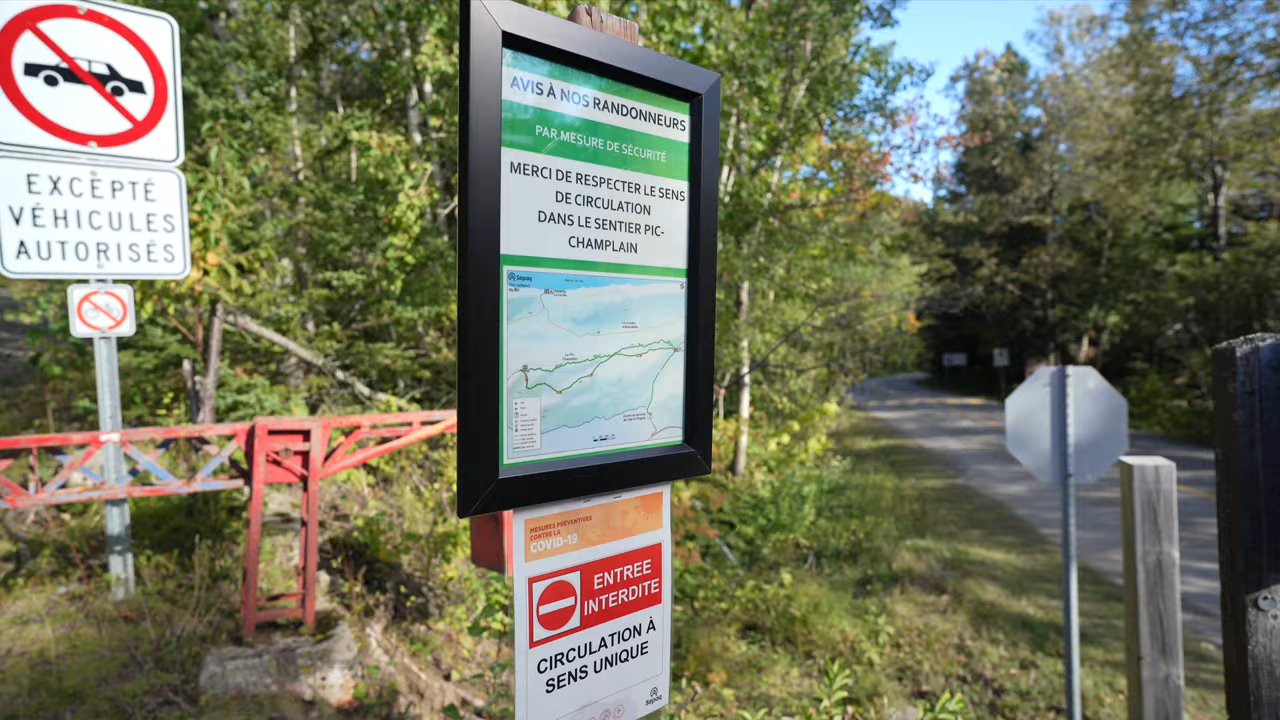 EXCEPTÉ
VÉHICULES
AUTORISÉS
AVIS À NOS RANDONNEURS
PAR MESURE DE SÉCURITÉ
MERCI DE RESPECTER LE SENS
DE CIRCULATION
DANS LE SENTIER PIC-
CHAMPLAIN
Sépaq
MESURES PRÉVENTIVES
CONTRE LA
COVID-19
ENTREE
INTERDITE
CIRCULATION À
SENS UNIQUE
Sépaq